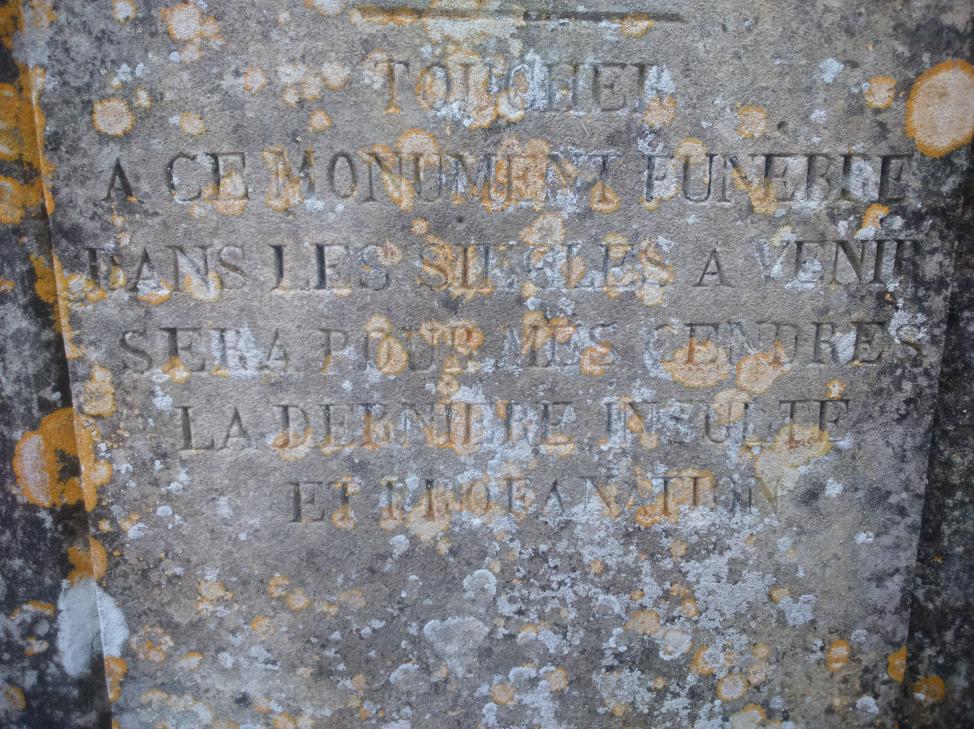 TOUCHER
A CE MONUMENT FUNEBRE
DANS LES SIECLES A VENIR
SERA POUR MES CENDRES
LA DERNIERE INSULTE
ET PROFANATION